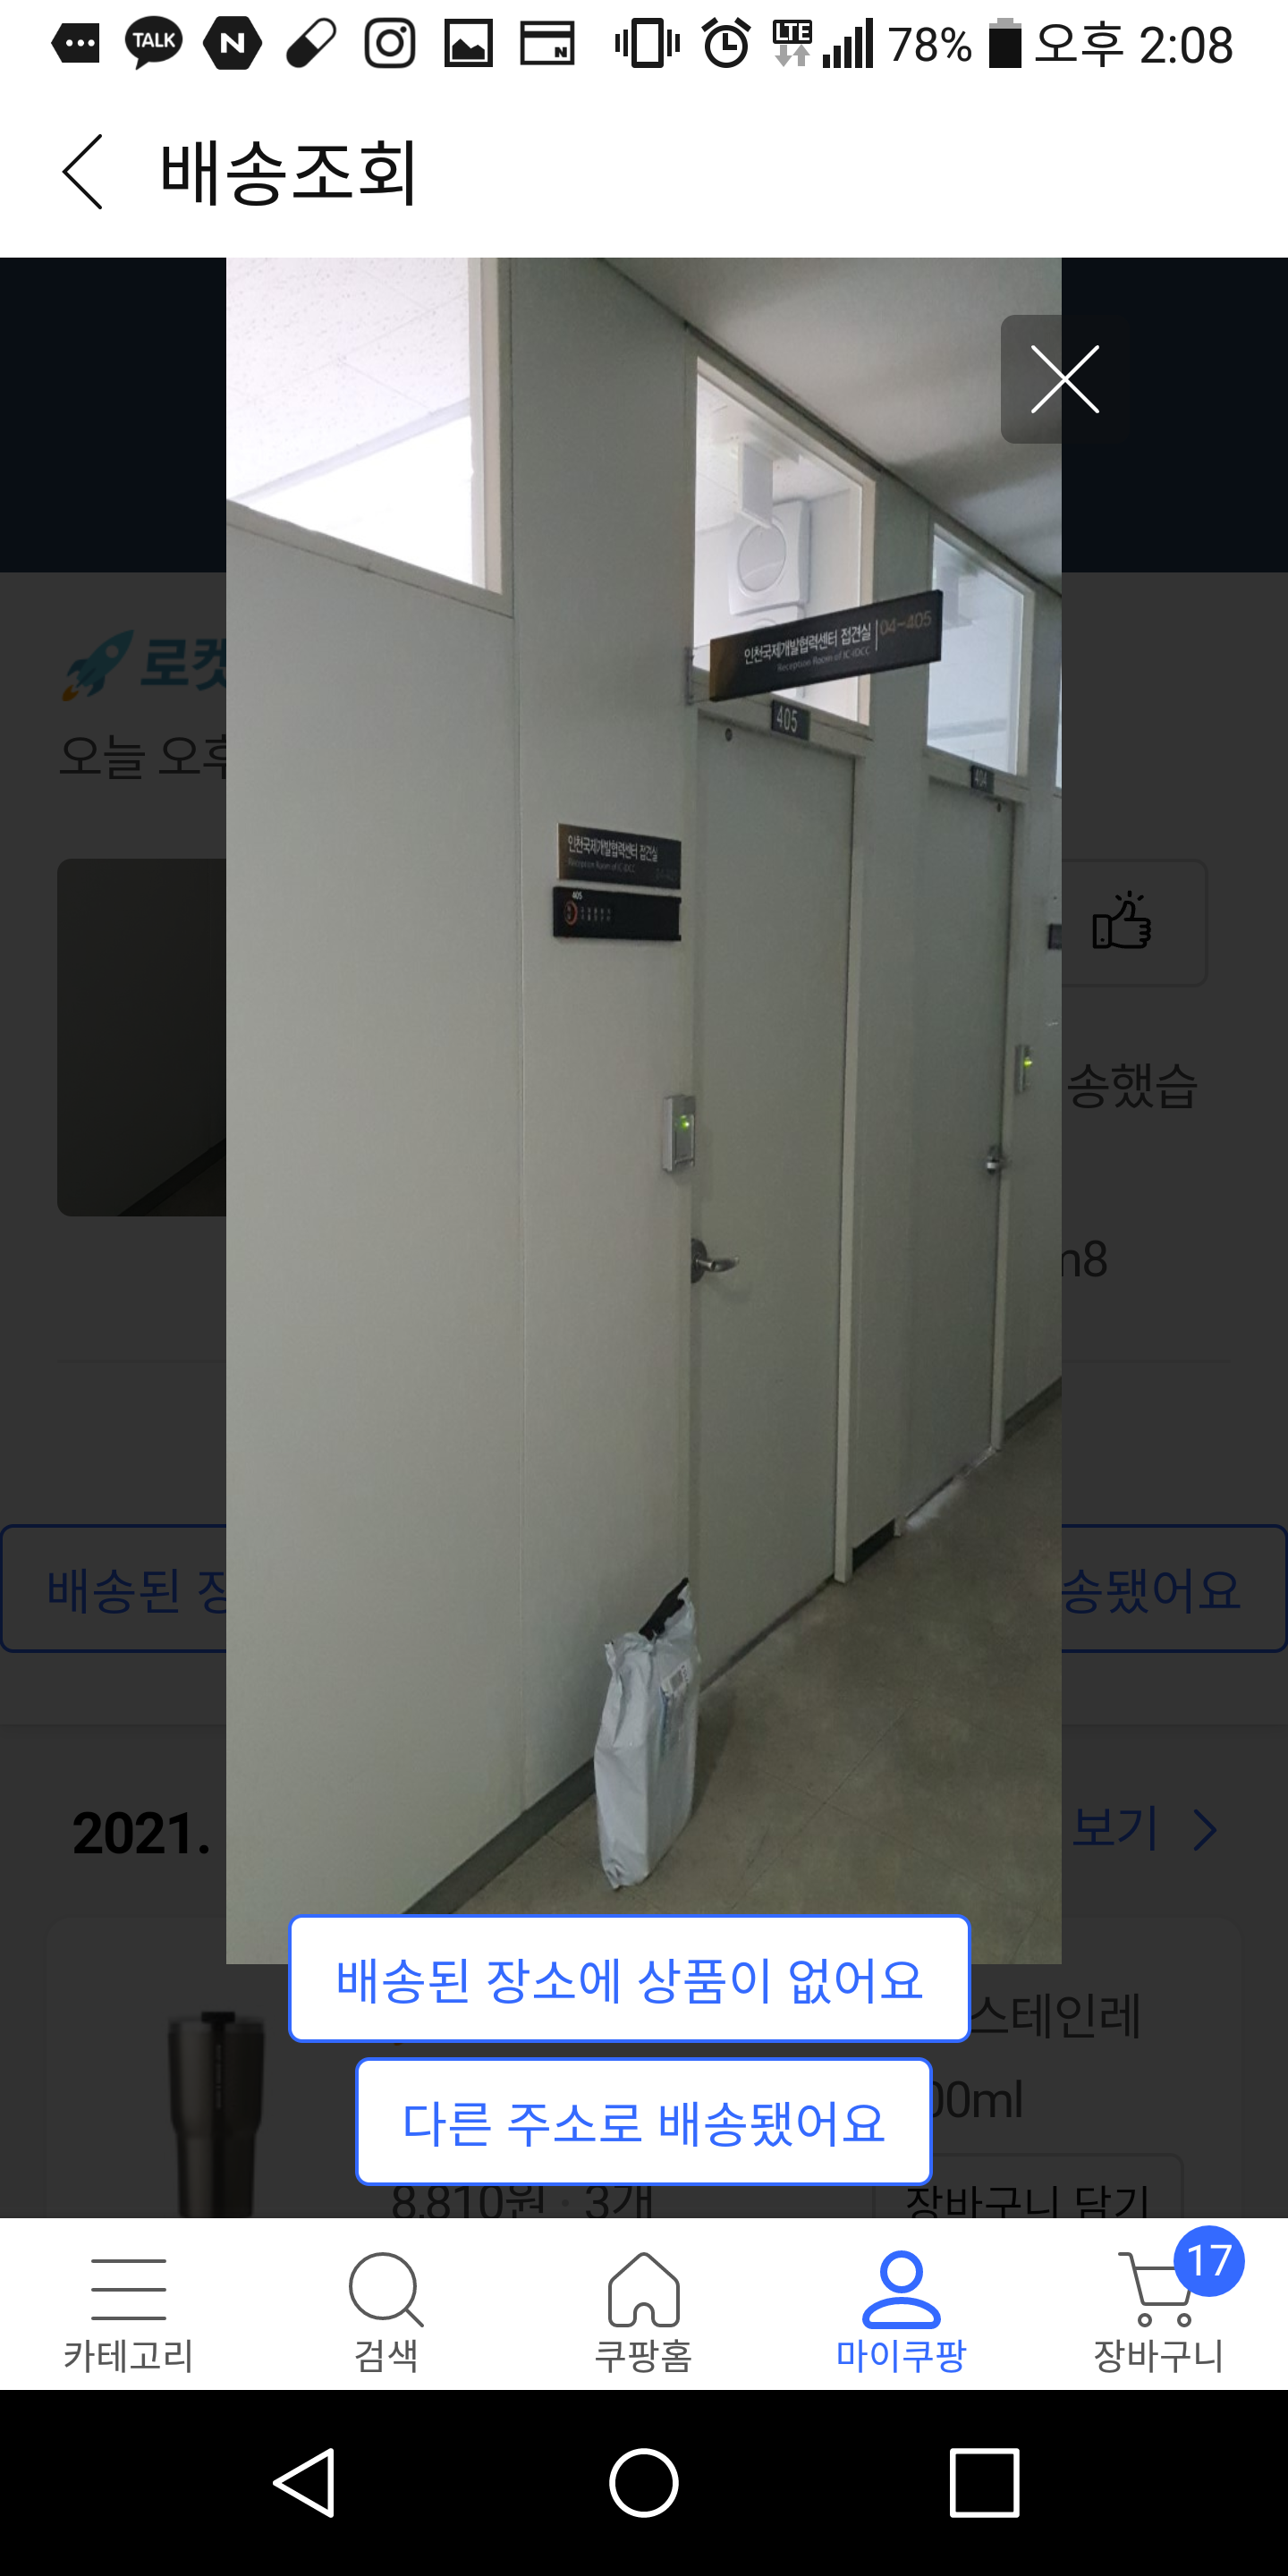 TALK N N LTE 78% 오후 2:08
배송조회
인천국제개발협력센터 접견실 04-405
Reception Room of IC-IDCC
405
404
로켓
오늘 오후
인천국제개발협력센터 접견실
Reception Room of IC-IDCC
405
송했습
m8
배송된 장
송됐어요
2021.
보기
배송된 장소에 상품이 없어요
스테인레
다른 주소로 배송됐어요
00ml
8,810원 · 3개
장바구니 담기
17
카테고리
검색
쿠팡홈
마이쿠팡
장바구니